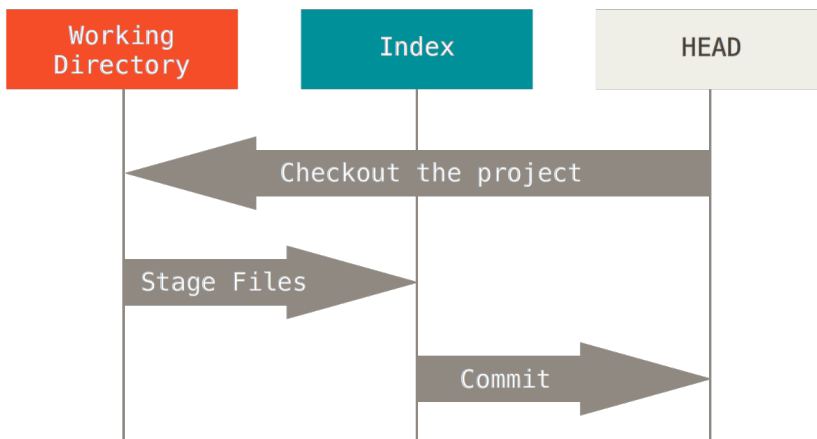 Working
Directory
Index
HEAD
Checkout the project
Stage Files
Commit